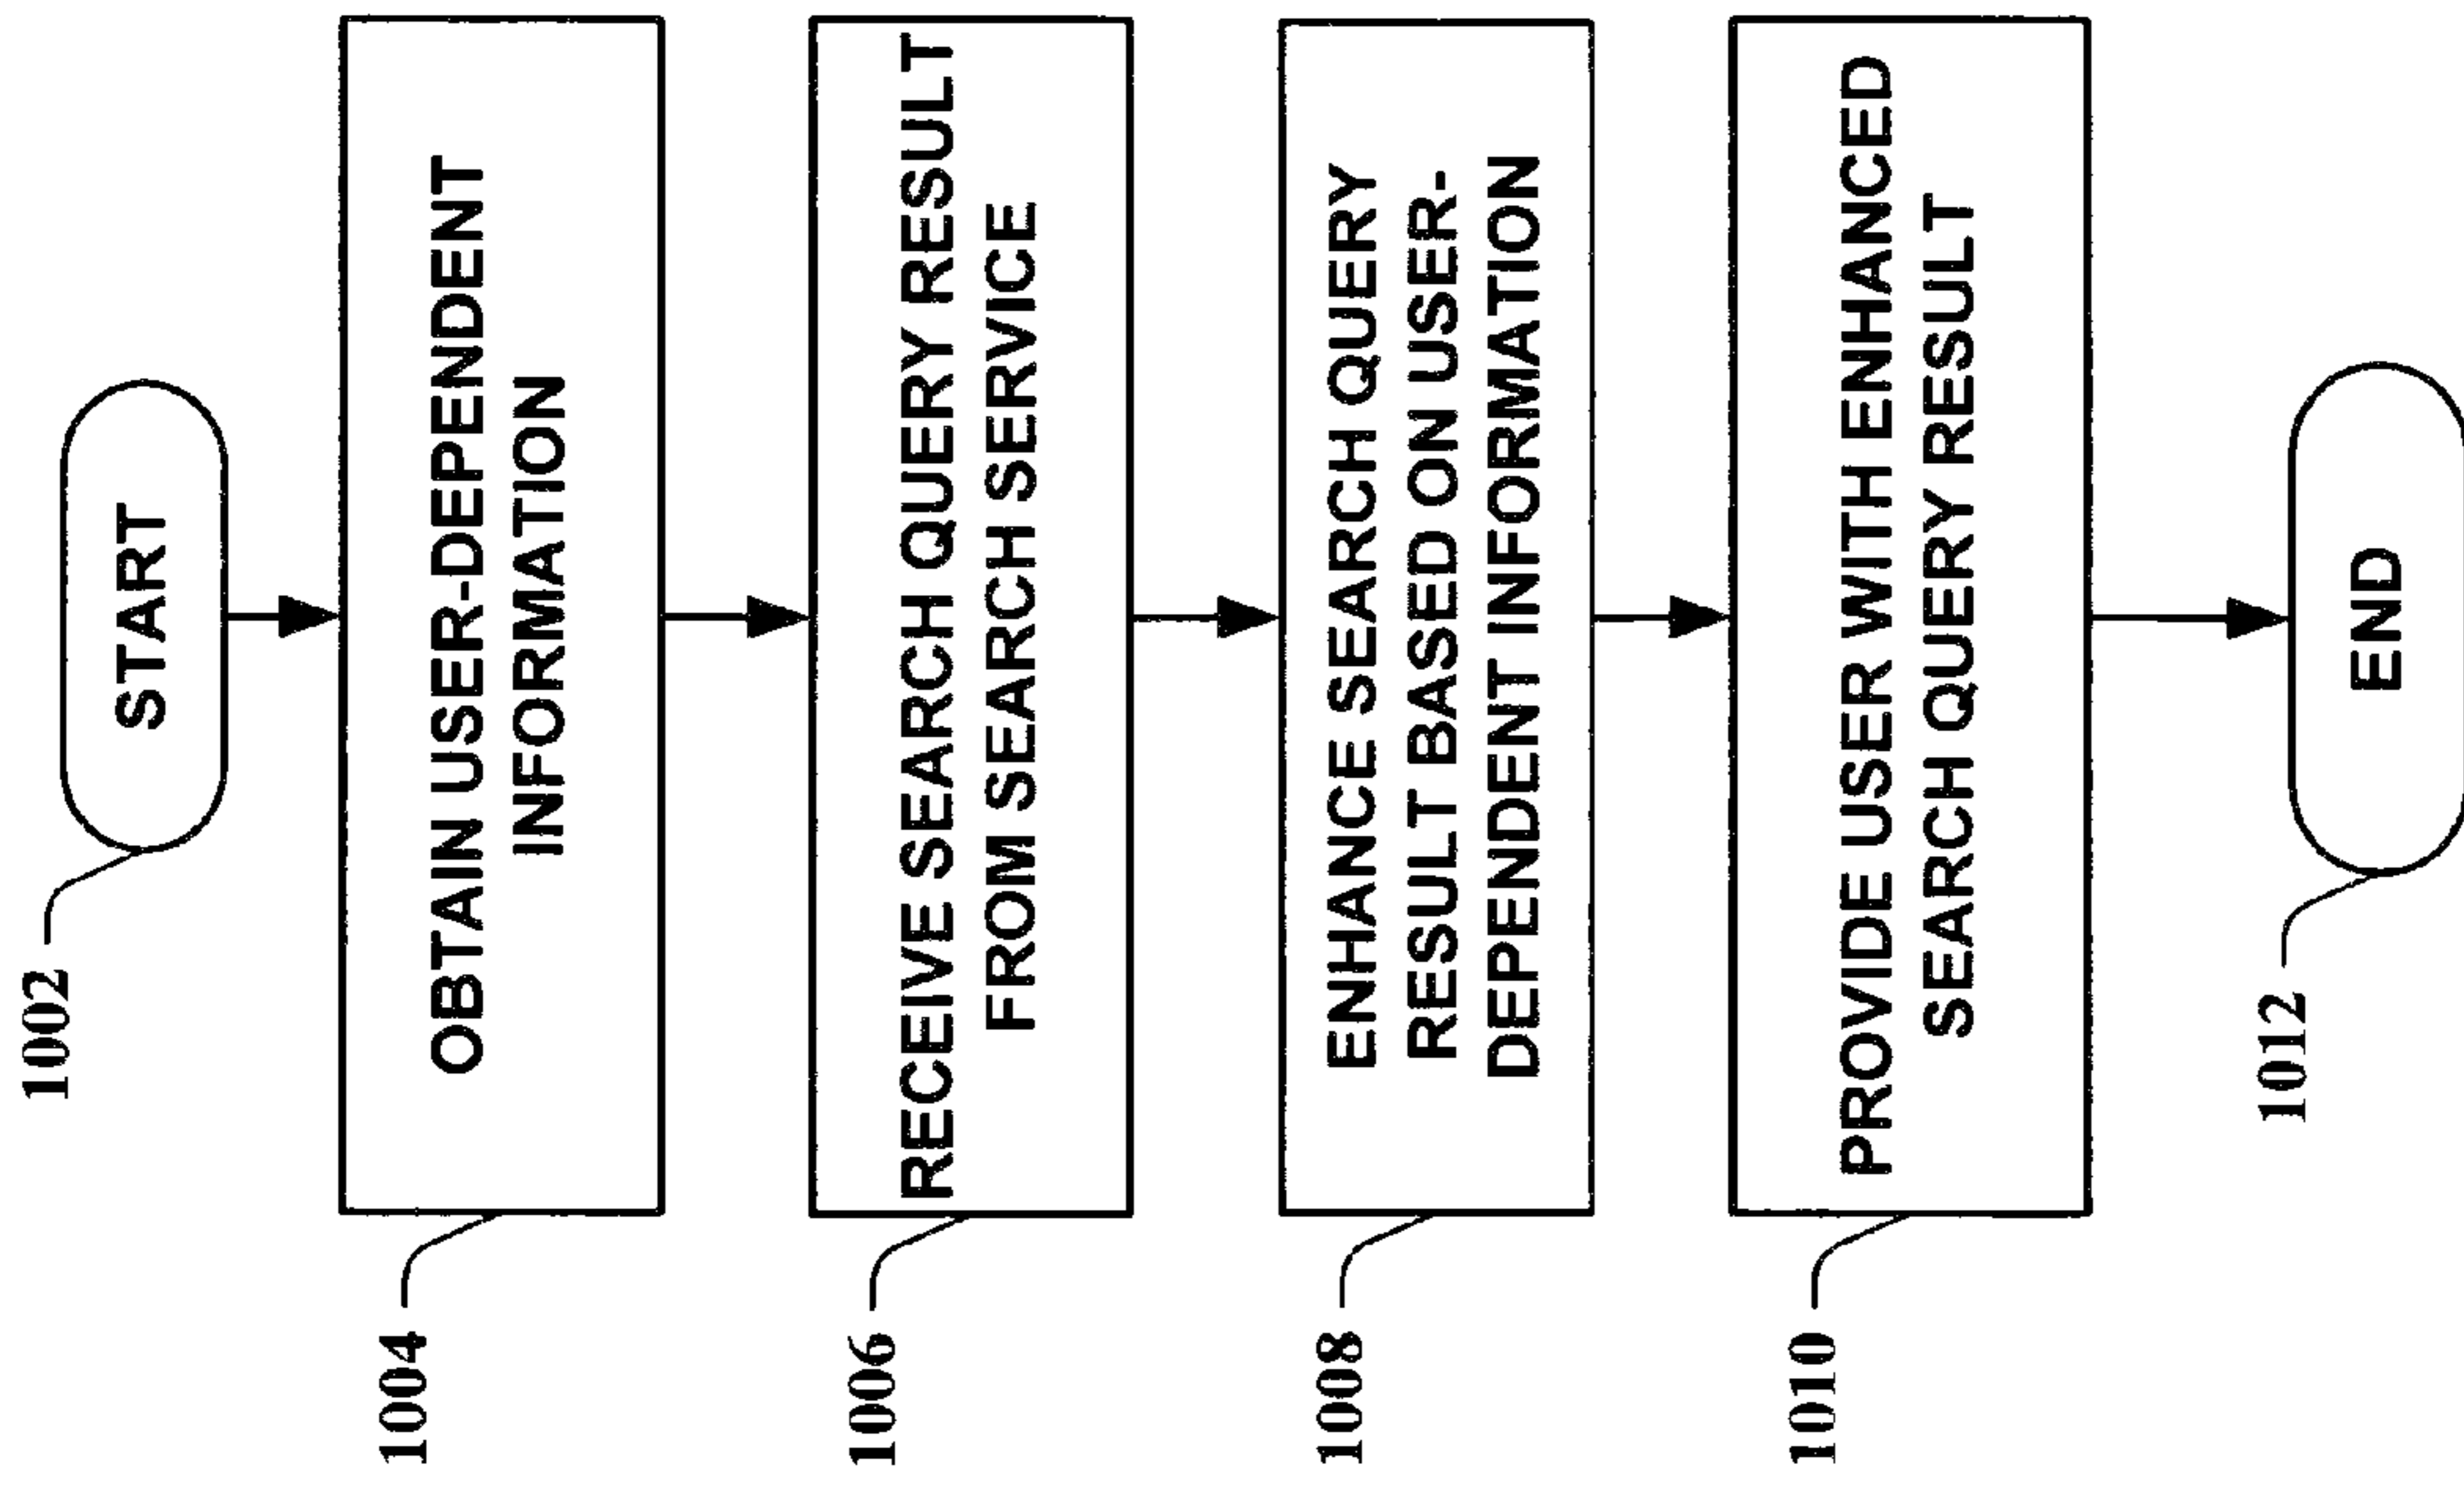 1002
START
1004
OBTAIN USER-DEPENDENT
INFORMATION
1006
RECEIVE SEARCH QUERY RESULT
FROM SEARCH SERVICE
1008
ENHANCE SEARCH QUERY
RESULT BASED ON USER-
DEPENDENT INFORMATION
1010
PROVIDE USER WITH ENHANCED
SEARCH QUERY RESULT
1012
END